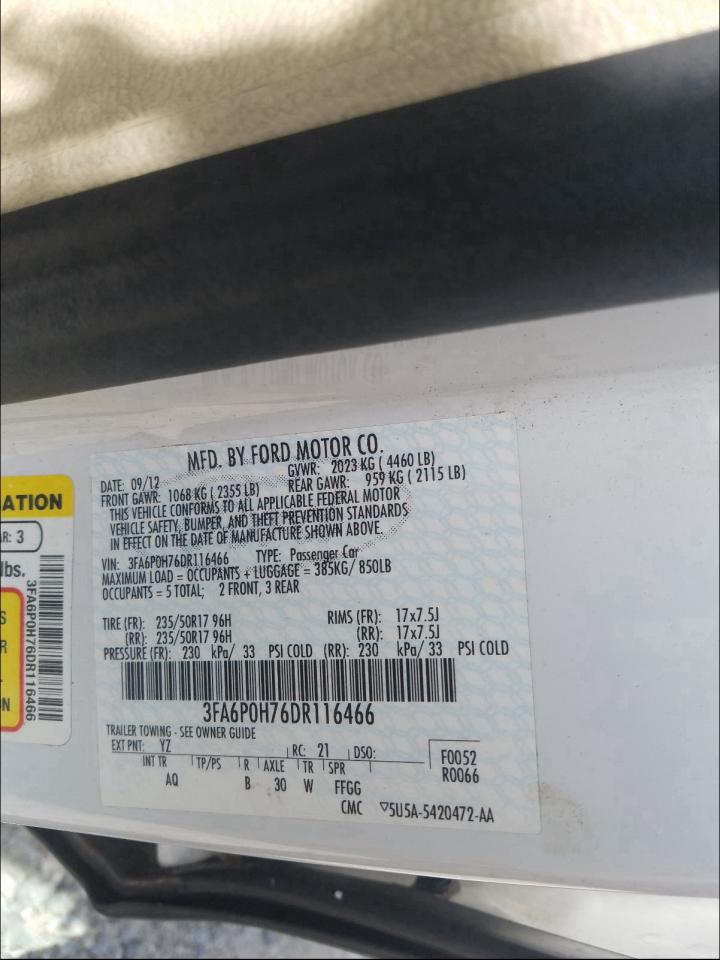 MFD. BY FORD MOTOR CO.
DATE: 09/12 GVWR: 2023 KG ( 4460 LB)
FRONT GAWR: 1068 KG ( 2355 LB) REAR GAWR: 959 KG ( 2115 LB)
THIS VEHICLE CONFORMS TO ALL APPLICABLE FEDERAL MOTOR
VEHICLE SAFETY, BUMPER, AND THEFT PREVENTION STANDARDS
IN EFFECT ON THE DATE OF MANUFACTURE SHOWN ABOVE.
VIN: 3FA6P0H76DR116466 TYPE: Passenger Car
MAXIMUM LOAD = OCCUPANTS + LUGGAGE = 385KG/ 850LB
OCCUPANTS = 5 TOTAL; 2 FRONT, 3 REAR
TIRE (FR): 235/50R17 96H RIMS (FR): 17x7.5J
(RR): 235/50R17 96H (RR): 17x7.5J
PRESSURE (FR): 230 kPa/ 33 PSI COLD (RR): 230 kPa/ 33 PSI COLD
3FA6P0H76DR116466
TRAILER TOWING - SEE OWNER GUIDE
EXT PNT: YZ RC: 21 DSO: F0052
INT TR TP/PS R AXLE TR SPR R0066
AQ B 30 W FFGG
CMC ▽5U5A-5420472-AA
ATION
AR: 3
lbs.
S
R
ON
3FA6P0H76DR116466